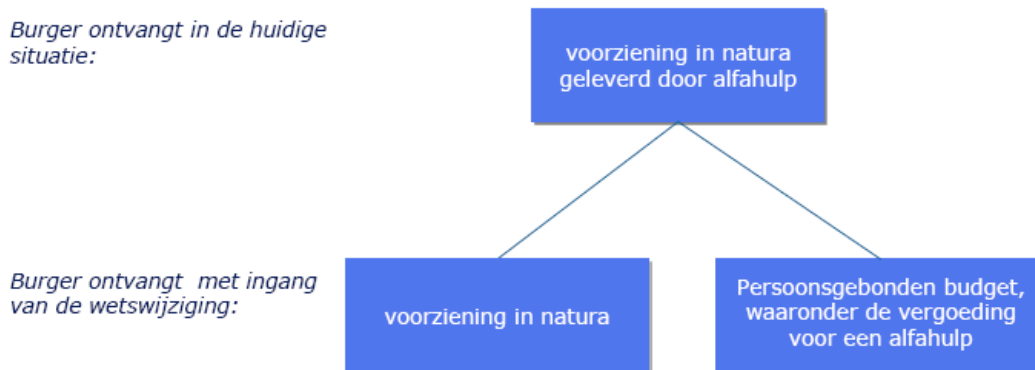 Burger ontvangt in de huidige
situatie:
voorziening in natura
geleverd door alfahulp
Burger ontvangt met ingang
van de wetswijziging:
voorziening in natura
Persoonsgebonden budget,
waaronder de vergoeding
voor een alfahulp